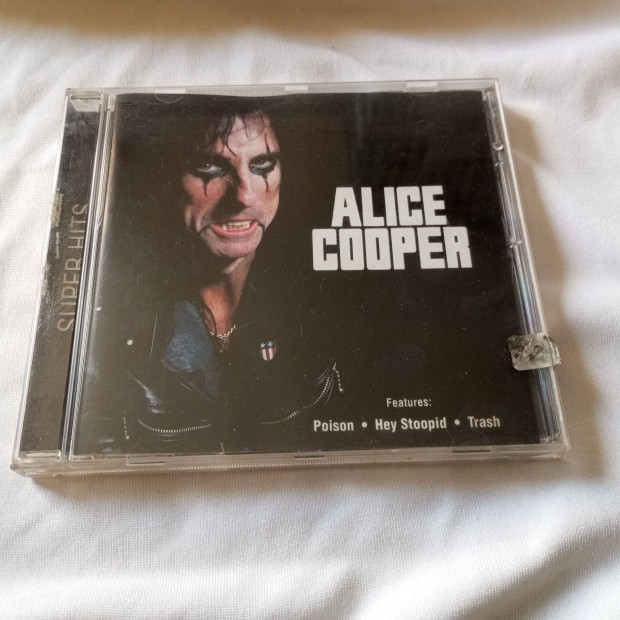 SUPER HITS
ALICE
COOPER
Features:
Poison • Hey Stoopid • Trash